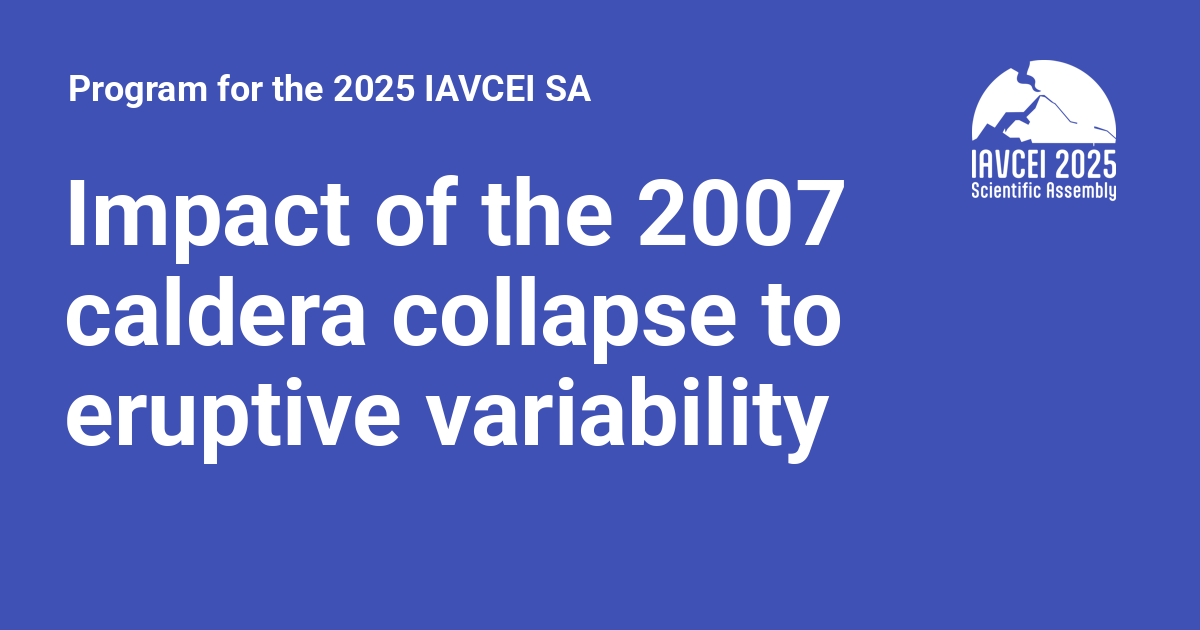 Program for the 2025 IAVCEI SA
IAVCEI 2025
Scientific Assembly
Impact of the 2007
caldera collapse to
eruptive variability